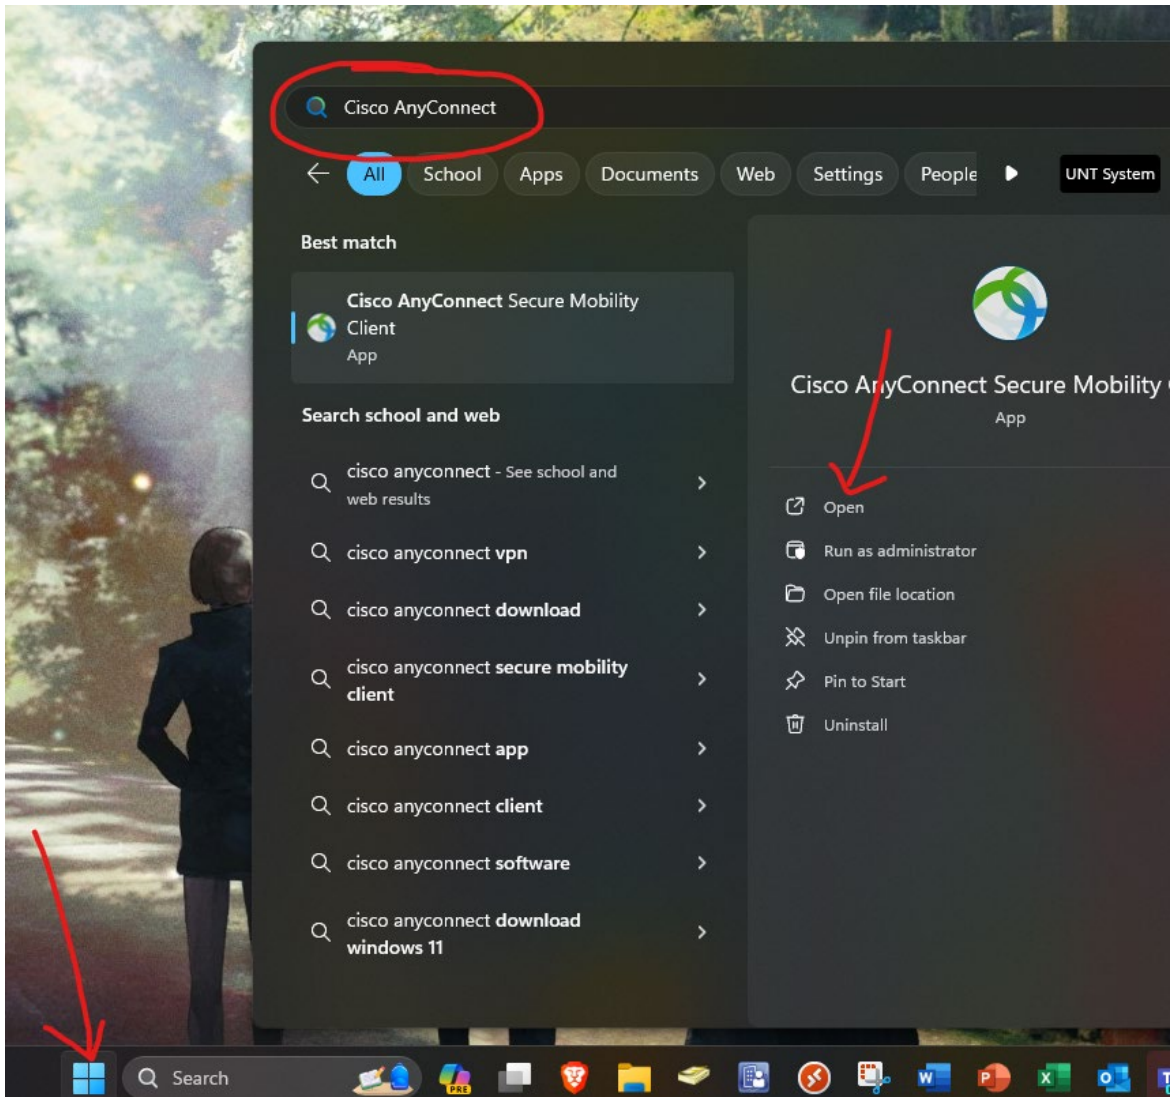 Cisco AnyConnect
All School Apps Documents Web Settings People UNT System
Best match
Cisco AnyConnect Secure Mobility
Client
App
Search school and web
cisco anyconnect - See school and
web results
cisco anyconnect vpn
cisco anyconnect download
cisco anyconnect secure mobility
client
cisco anyconnect app
cisco anyconnect client
cisco anyconnect software
cisco anyconnect download
windows 11
Cisco AnyConnect Secure Mobility
App
Open
Run as administrator
Open file location
Unpin from taskbar
Pin to Start
Uninstall
Search
PRE